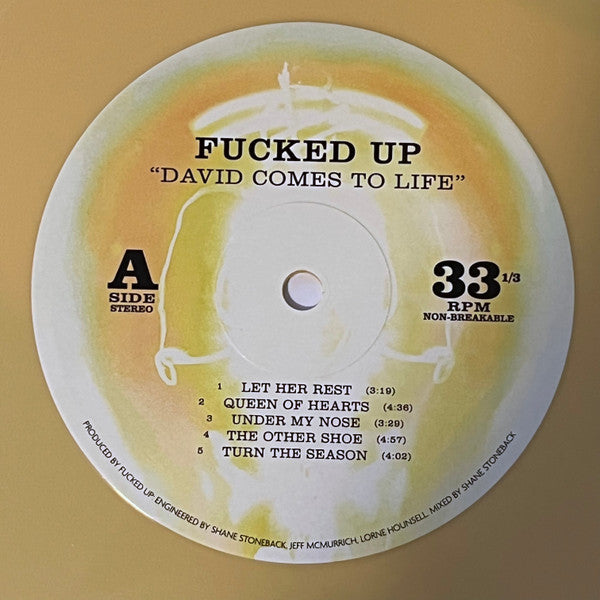 FUCKED UP
“DAVID COMES TO LIFE”
A
SIDE
STEREO
33 1/3
RPM
NON-BREAKABLE
1 LET HER REST (3:19)
2 QUEEN OF HEARTS (4:36)
3 UNDER MY NOSE (3:29)
4 THE OTHER SHOE (4:57)
5 TURN THE SEASON (4:02)
PRODUCED BY FUCKED UP. ENGINEERED BY SHANE STONEBACK, JEFF MCMURRICH, LORNE HOUNSELL. MIXED BY SHANE STONEBACK